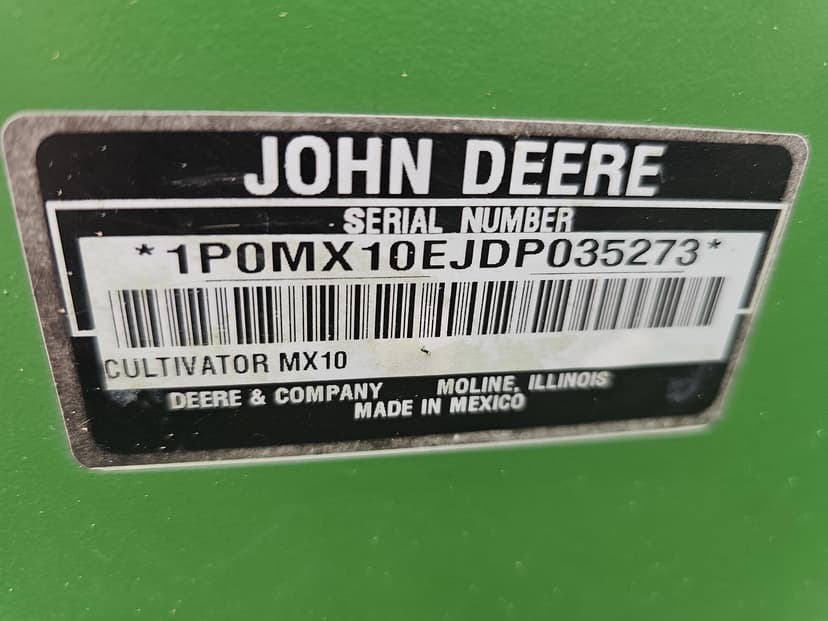 JOHN DEERE
SERIAL NUMBER
*1P0MX10EJDP035273*
CULTIVATOR MX10
DEERE & COMPANY MOLINE, ILLINOIS
MADE IN MEXICO